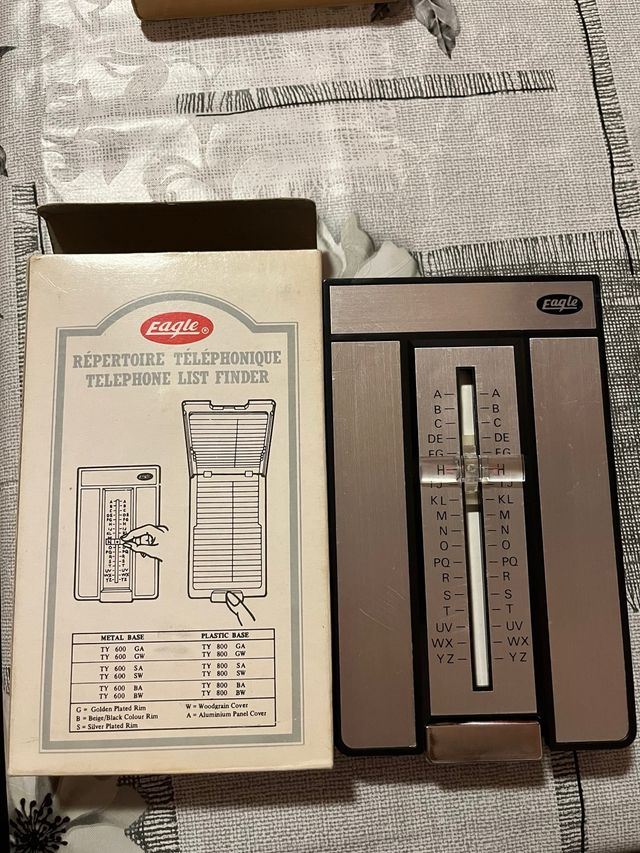 Eagle®
RÉPERTOIRE TÉLÉPHONIQUE
TELEPHONE LIST FINDER
METAL BASE PLASTIC BASE
TY 600 GA TY 800 GA
TY 600 GW TY 800 GW
TY 600 SA TY 800 SA
TY 600 SW TY 800 SW
TY 600 BA TY 800 BA
TY 600 BW TY 800 BW
G = Golden Plated Rim W = Woodgrain Cover
B = Beige/Black Colour Rim A = Aluminium Panel Cover
S = Silver Plated Rim
Eagle
A A
B B
C C
DE DE
FG FG
H H
IJ IJ
KL KL
M M
N N
O O
PQ PQ
R R
S S
T T
UV UV
WX WX
YZ YZ